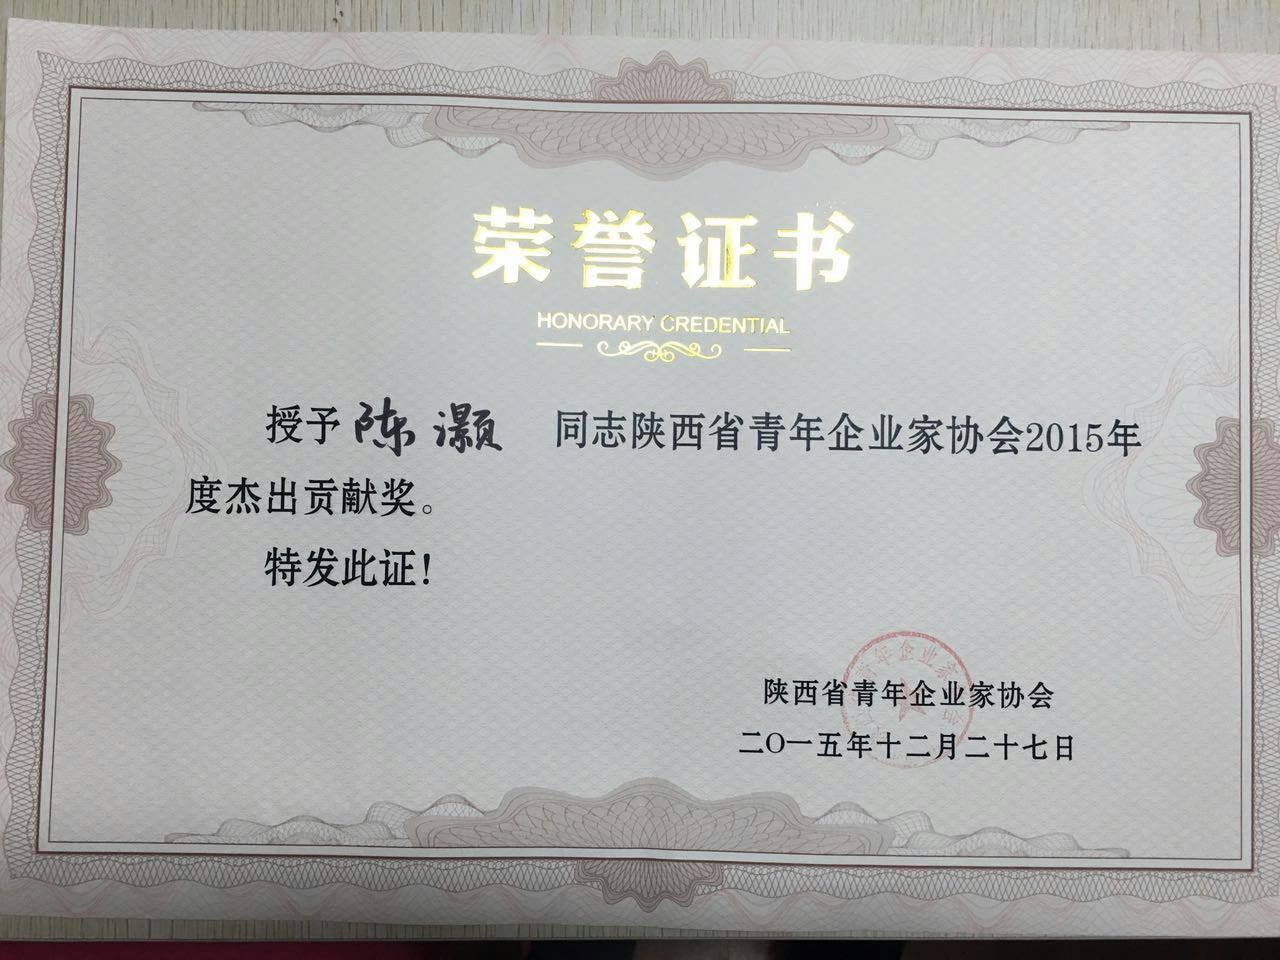 荣誉证书
HONORARY CREDENTIAL
授予 陈灏 同志陕西省青年企业家协会2015年
度杰出贡献奖。
特发此证！
陕西省青年企业家协会
二〇一五年十二月二十七日